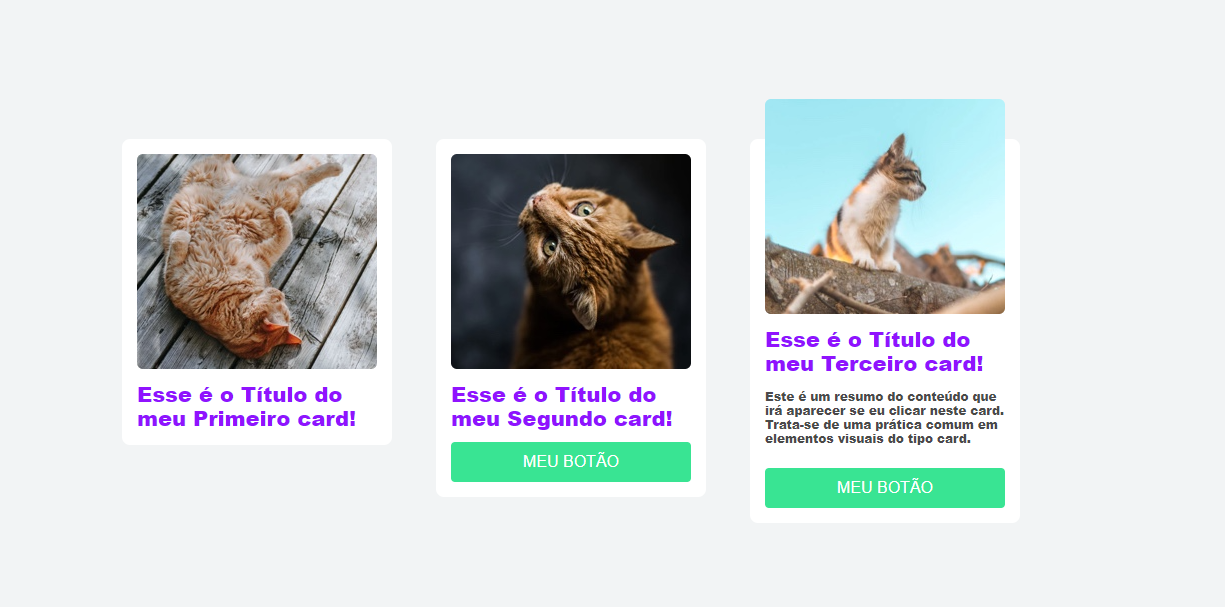 Esse é o Título do
meu Primeiro card!
Esse é o Título do
meu Segundo card!
MEU BOTÃO
Esse é o Título do
meu Terceiro card!
Este é um resumo do conteúdo que
irá aparecer se eu clicar neste card.
Trata-se de uma prática comum em
elementos visuais do tipo card.
MEU BOTÃO